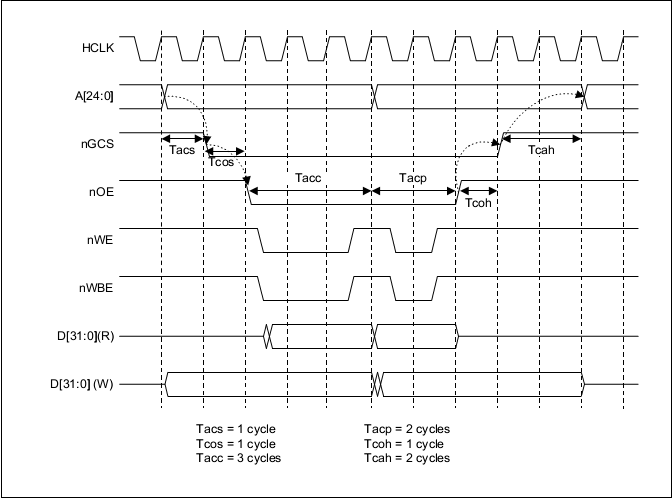 HCLK
A[24:0]
nGCS
Tacs
Tcos
Tcah
nOE
Tacc
Tacp
Tcoh
nWE
nWBE
D[31:0](R)
D[31:0] (W)
Tacs = 1 cycle
Tcos = 1 cycle
Tacc = 3 cycles
Tacp = 2 cycles
Tcoh = 1 cycle
Tcah = 2 cycles